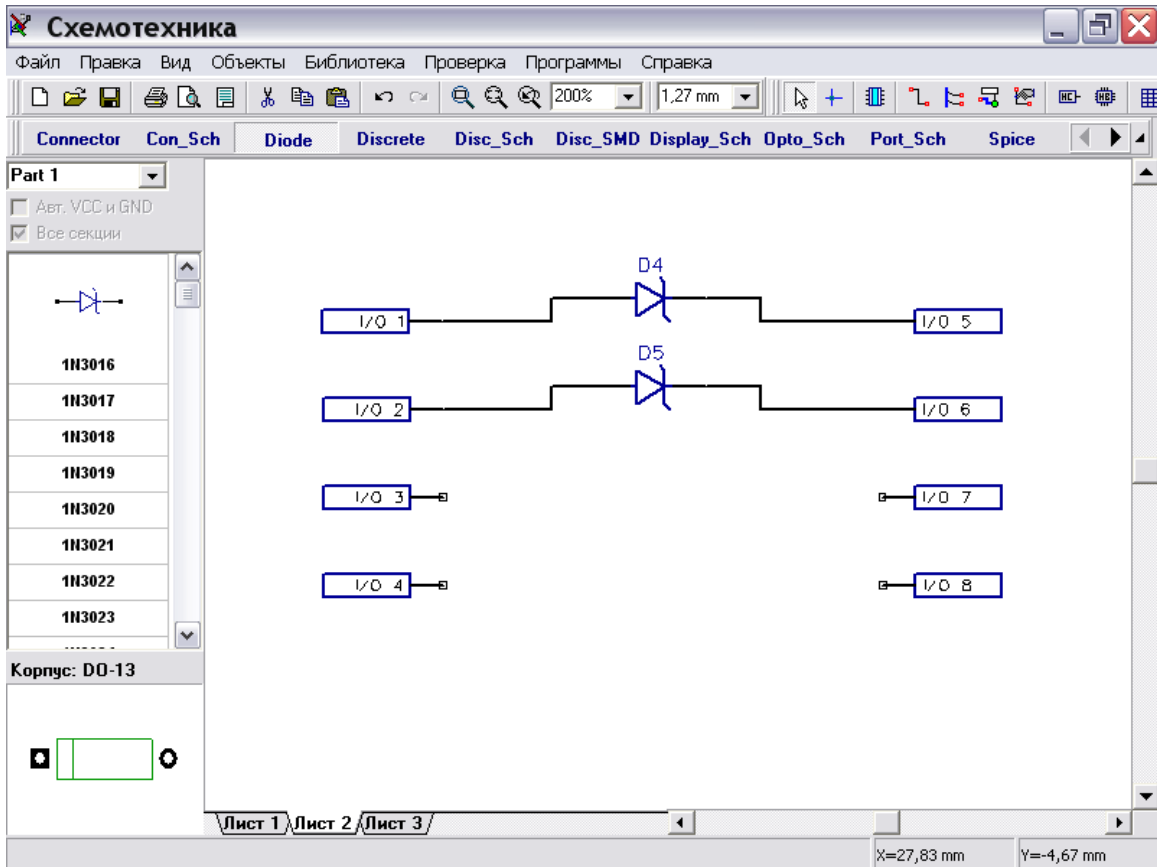 Схемотехника
Файл Правка Вид Объекты Библиотека Проверка Программы Справка
200% 1,27 mm
Connector Con_Sch Diode Discrete Disc_Sch Disc_SMD Display_Sch Opto_Sch Port_Sch Spice
Part 1
Авт. VCC и GND
Все секции
1N3016
1N3017
1N3018
1N3019
1N3020
1N3021
1N3022
1N3023
Корпус: DO-13
D4
I/O 1 I/O 5
D5
I/O 2 I/O 6
I/O 3 I/O 7
I/O 4 I/O 8
Лист 1 Лист 2 Лист 3
X=27,83 mm Y=-4,67 mm